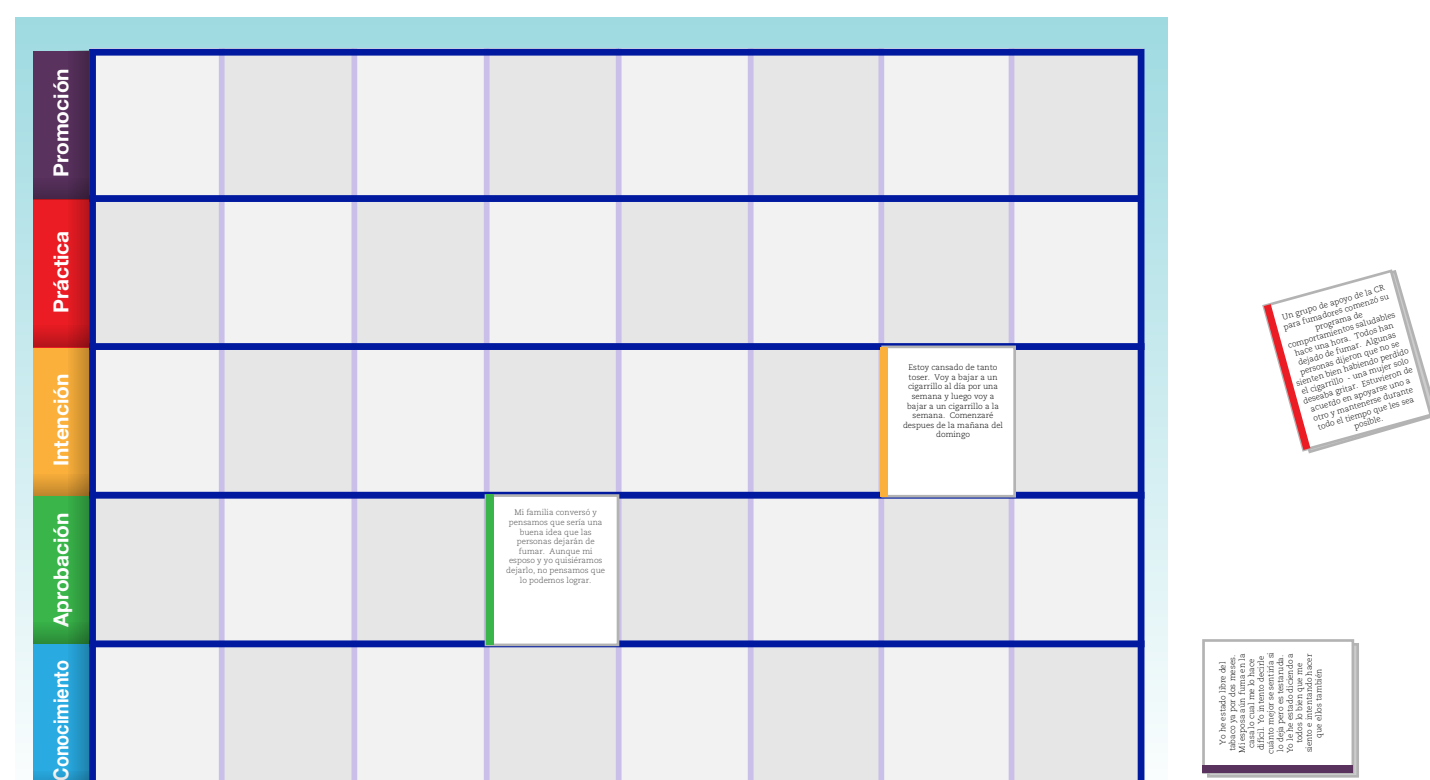 Promoción
Práctica
Intención
Aprobación
Conocimiento
Estoy cansado de tanto
toser. Voy a bajar a un
cigarrillo al día por una
semana y luego voy a
bajar a un cigarrillo a la
semana. Comenzaré
despues de la mañana del
domingo
Mi familia conversó y
pensamos que sería una
buena idea que las
personas dejarán de
fumar. Aunque mi
esposo y yo quisiéramos
dejarlo, no pensamos que
lo podemos lograr.
Un grupo de apoyo de la CR
para fumadores comenzó su
programa de
comportamientos saludables
hace una hora. Todos han
dejado de fumar. Algunas
personas dijeron que no se
sienten bien habiendo perdido
el cigarrillo - una mujer solo
deseaba gritar. Estuvieron de
acuerdo en apoyarse uno a
otro y mantenerse durante
todo el tiempo que les sea
posible.
Yo he estado libre del
tabaco ya por dos meses.
Mi esposa aún fuma en la
casa lo cual me lo hace
difícil. Yo intento decirle
cuánto mejor se sentiría si
lo deja pero es testaruda.
Yo le he estado diciendo a
todos lo bien que me
siento e intentando hacer
que ellos también